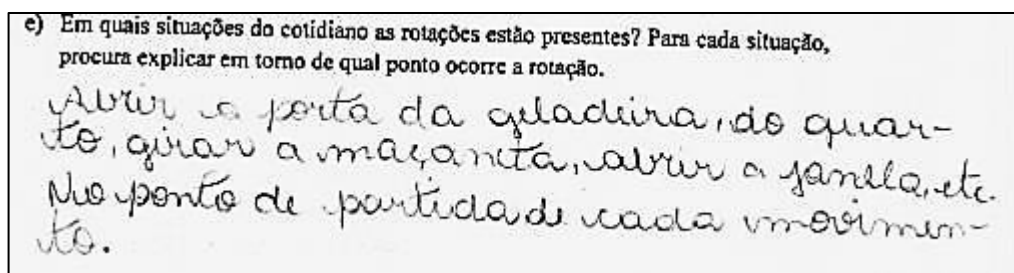 e) Em quais situações do cotidiano as rotações estão presentes? Para cada situação,
procura explicar em torno de qual ponto ocorre a rotação.
Abrir a porta da geladeira, do quar-
to, girar a maçaneta, abrir a janela, etc.
No ponto de partida de cada movimen-
to.